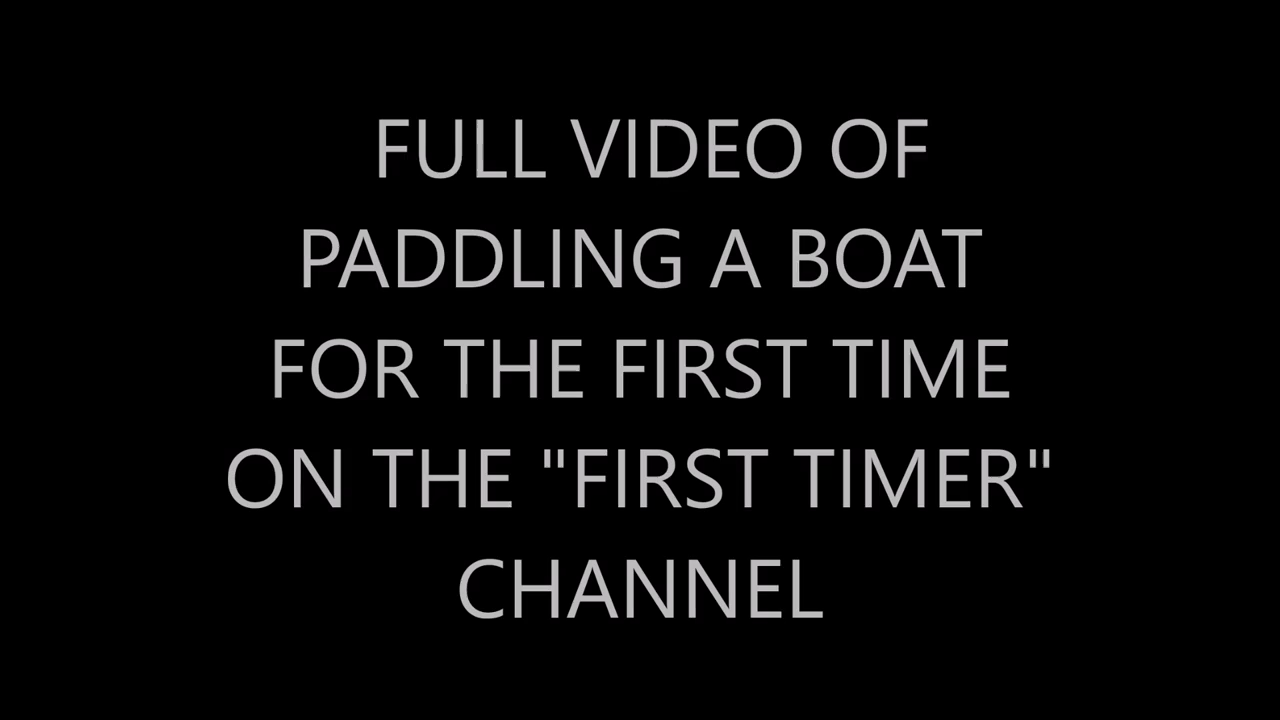 FULL VIDEO OF
PADDLING A BOAT
FOR THE FIRST TIME
ON THE "FIRST TIMER"
CHANNEL